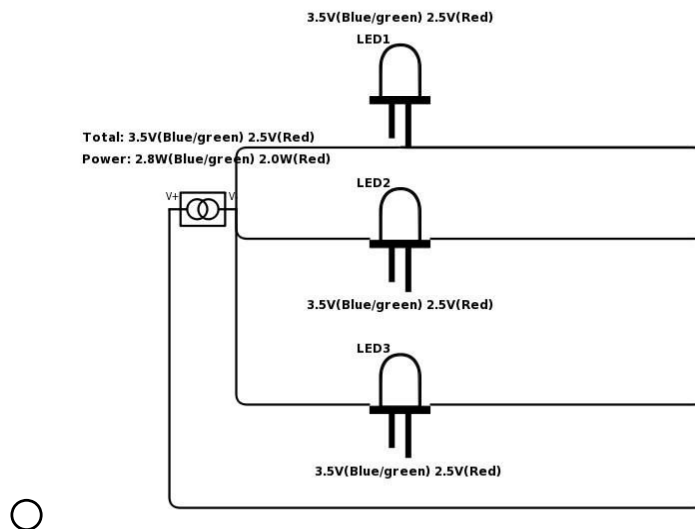 3.5V(Blue/green) 2.5V(Red)
LED1
Total: 3.5V(Blue/green) 2.5V(Red)
Power: 2.8W(Blue/green) 2.0W(Red)
LED2
V+
V
3.5V(Blue/green) 2.5V(Red)
LED3
3.5V(Blue/green) 2.5V(Red)